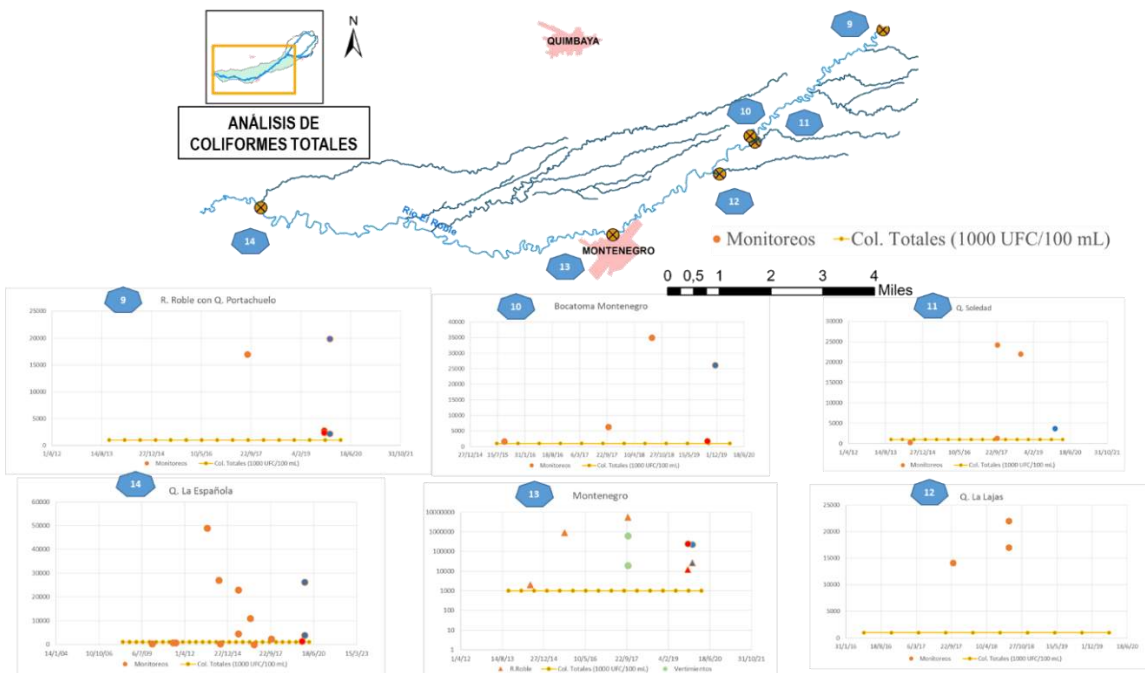 N
QUIMBAYA
9
ANÁLISIS DE
COLIFORMES TOTALES
10
11
12
Río El Roble
14
MONTENEGRO
13
Monitoreos Col. Totales (1000 UFC/100 mL)
0 0,5 1 2 3 4
Miles
9
R. Roble con Q. Portachuelo
25000
20000
15000
10000
5000
0
1/4/12 14/8/13 27/12/14 10/5/16 22/9/17 4/2/19 18/6/20 31/10/21
Monitoreos Col. Totales (1000 UFC/100 mL)
10
Bocatoma Montenegro
40000
35000
30000
25000
20000
15000
10000
5000
0
27/12/14 15/7/15 31/1/16 18/8/16 6/3/17 22/9/17 10/4/18 27/10/18 15/5/19 1/12/19 18/6/20
Monitoreos Col. Totales (1000 UFC/100 mL)
11
Q. Soledad
30000
25000
20000
15000
10000
5000
0
1/4/12 14/8/13 27/12/14 10/5/16 22/9/17 4/2/19 18/6/20 31/10/21
Monitoreos Col. Totales (1000 UFC/100 mL)
14
Q. La Española
60000
50000
40000
30000
20000
10000
0
14/1/04 10/10/06 6/7/09 1/4/12 27/12/14 22/9/17 18/6/20 15/3/23
Monitoreos Col. Totales (1000 UFC/100 mL)
13
Montenegro
10000000
1000000
100000
10000
1000
100
10
1
1/4/12 14/8/13 27/12/14 10/5/16 22/9/17 4/2/19 18/6/20 31/10/21
R.Roble Col. Totales (1000 UFC/100 mL) Vertimientos
12
Q. La Lajas
25000
20000
15000
10000
5000
0
31/1/16 18/8/16 6/3/17 22/9/17 10/4/18 27/10/18 15/5/19 1/12/19 18/6/20
Monitoreos Col. Totales (1000 UFC/100 mL)